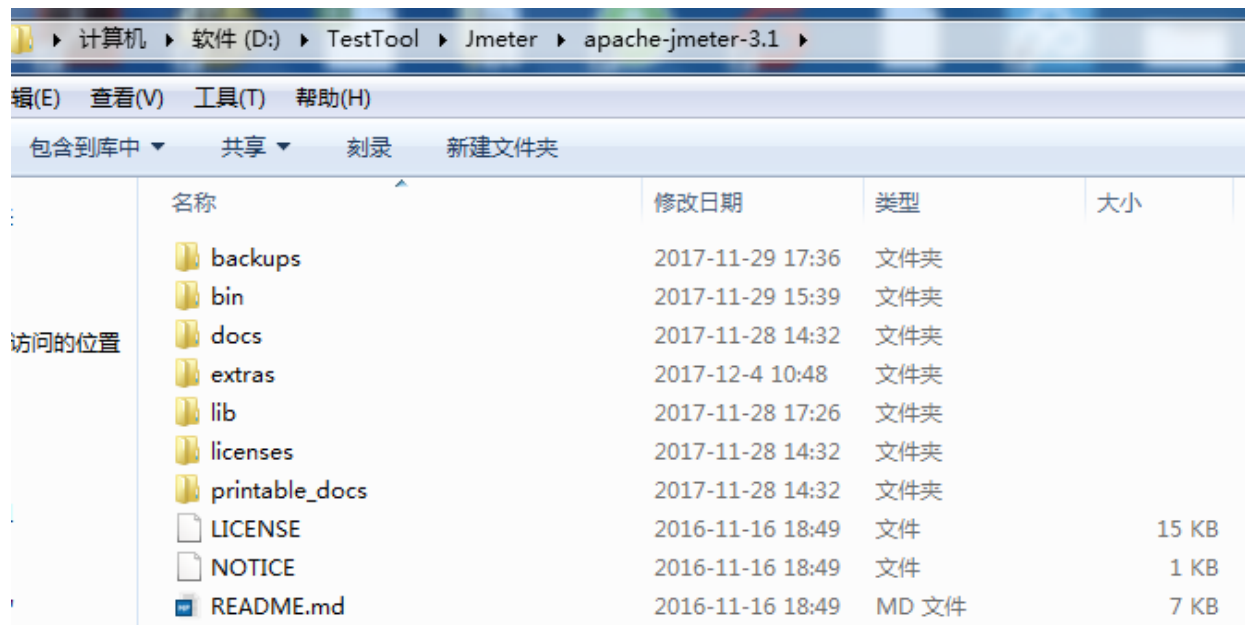 计算机 软件 (D:) TestTool Jmeter apache-jmeter-3.1
辑(E) 查看(V) 工具(T) 帮助(H)
包含到库中 共享 刻录 新建文件夹
名称 修改日期 类型 大小
backups 2017-11-29 17:36 文件夹
bin 2017-11-29 15:39 文件夹
docs 2017-11-28 14:32 文件夹
访问的位置
extras 2017-12-4 10:48 文件夹
lib 2017-11-28 17:26 文件夹
licenses 2017-11-28 14:32 文件夹
printable_docs 2017-11-28 14:32 文件夹
LICENSE 2016-11-16 18:49 文件 15 KB
NOTICE 2016-11-16 18:49 文件 1 KB
README.md 2016-11-16 18:49 MD 文件 7 KB